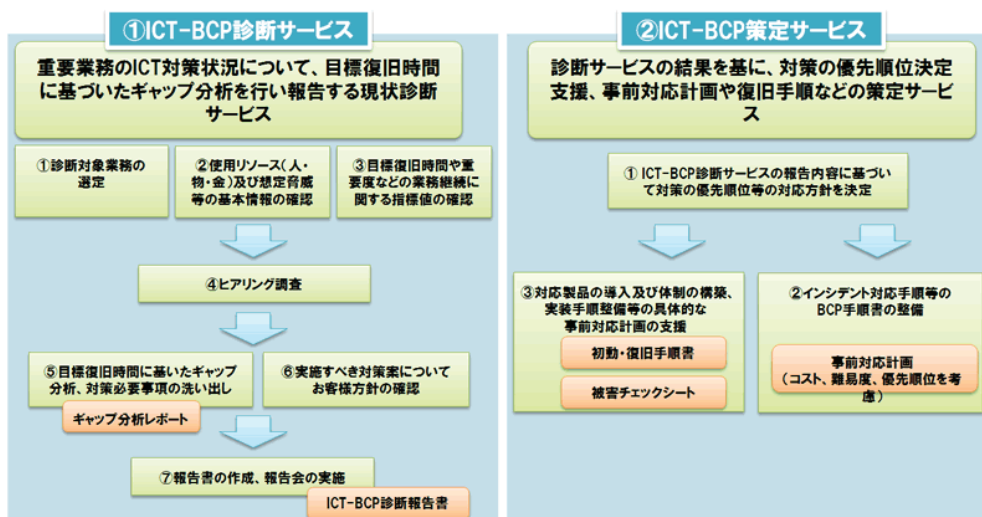 ①ICT-BCP診断サービス
重要業務のICT対策状況について、目標復旧時間
に基づいたギャップ分析を行い報告する現状診断
サービス
①診断対象業務の
選定
②使用リソース(人・
物・金)及び想定脅威
等の基本情報の確認
③目標復旧時間や重
要度などの業務継続に
関する指標値の確認
④ヒアリング調査
⑤目標復旧時間に基いたギャップ
分析、対策必要事項の洗い出し
ギャップ分析レポート
⑥実施すべき対策案について
お客様方針の確認
⑦報告書の作成、報告会の実施
ICT-BCP診断報告書
②ICT-BCP策定サービス
診断サービスの結果を基に、対策の優先順位決定
支援、事前対応計画や復旧手順などの策定サービ
ス
① ICT-BCP診断サービスの報告内容に基づい
て対策の優先順位等の対応方針を決定
③対応製品の導入及び体制の構築、
実装手順整備等の具体的な
事前対応計画の支援
初動・復旧手順書
被害チェックシート
②インシデント対応手順等の
BCP手順書の整備
事前対応計画
(コスト、難易度、優先順位を考
慮)